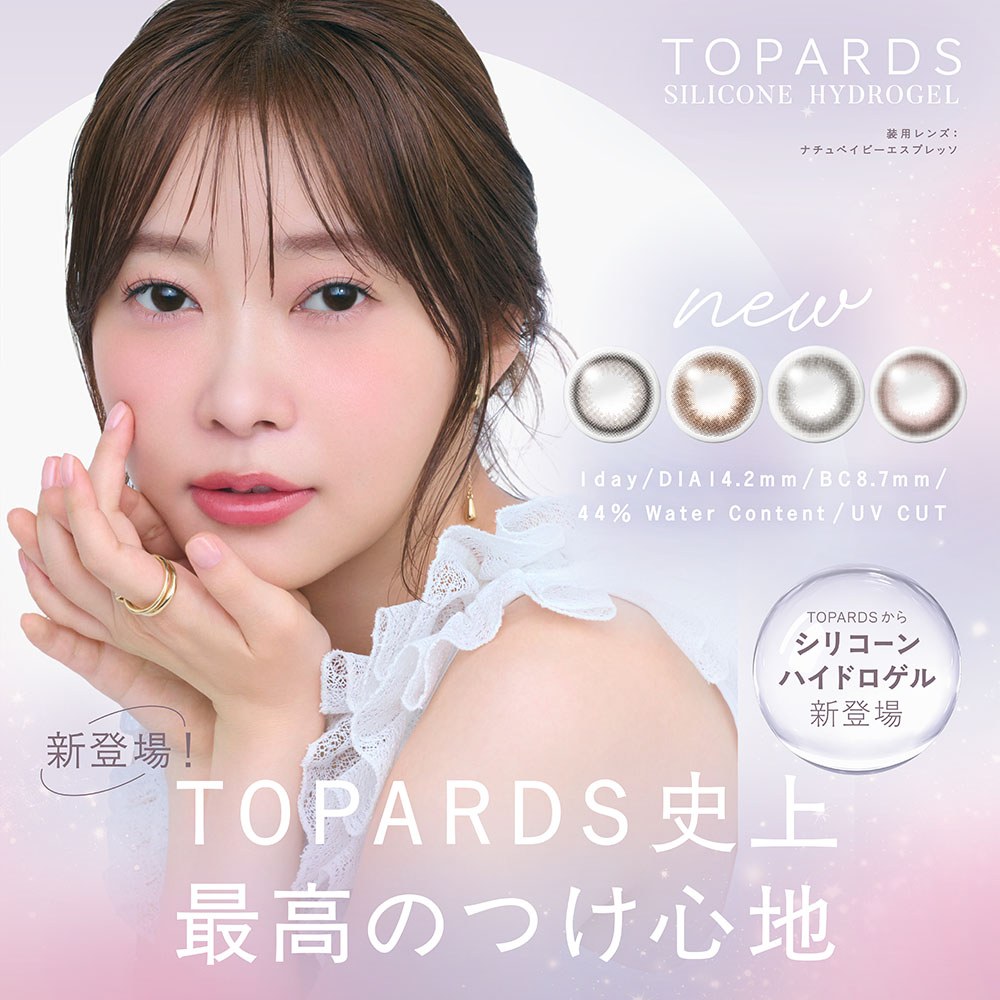 TOPARDS
SILICONE HYDROGEL
装用レンズ：
ナチュベイビーエスプレッソ
new
1day/DIA14.2mm/BC8.7mm/
44% Water Content/UV CUT
TOPARDSから
シリコーン
ハイドロゲル
新登場
新登場！
TOPARDS史上
最高のつけ心地